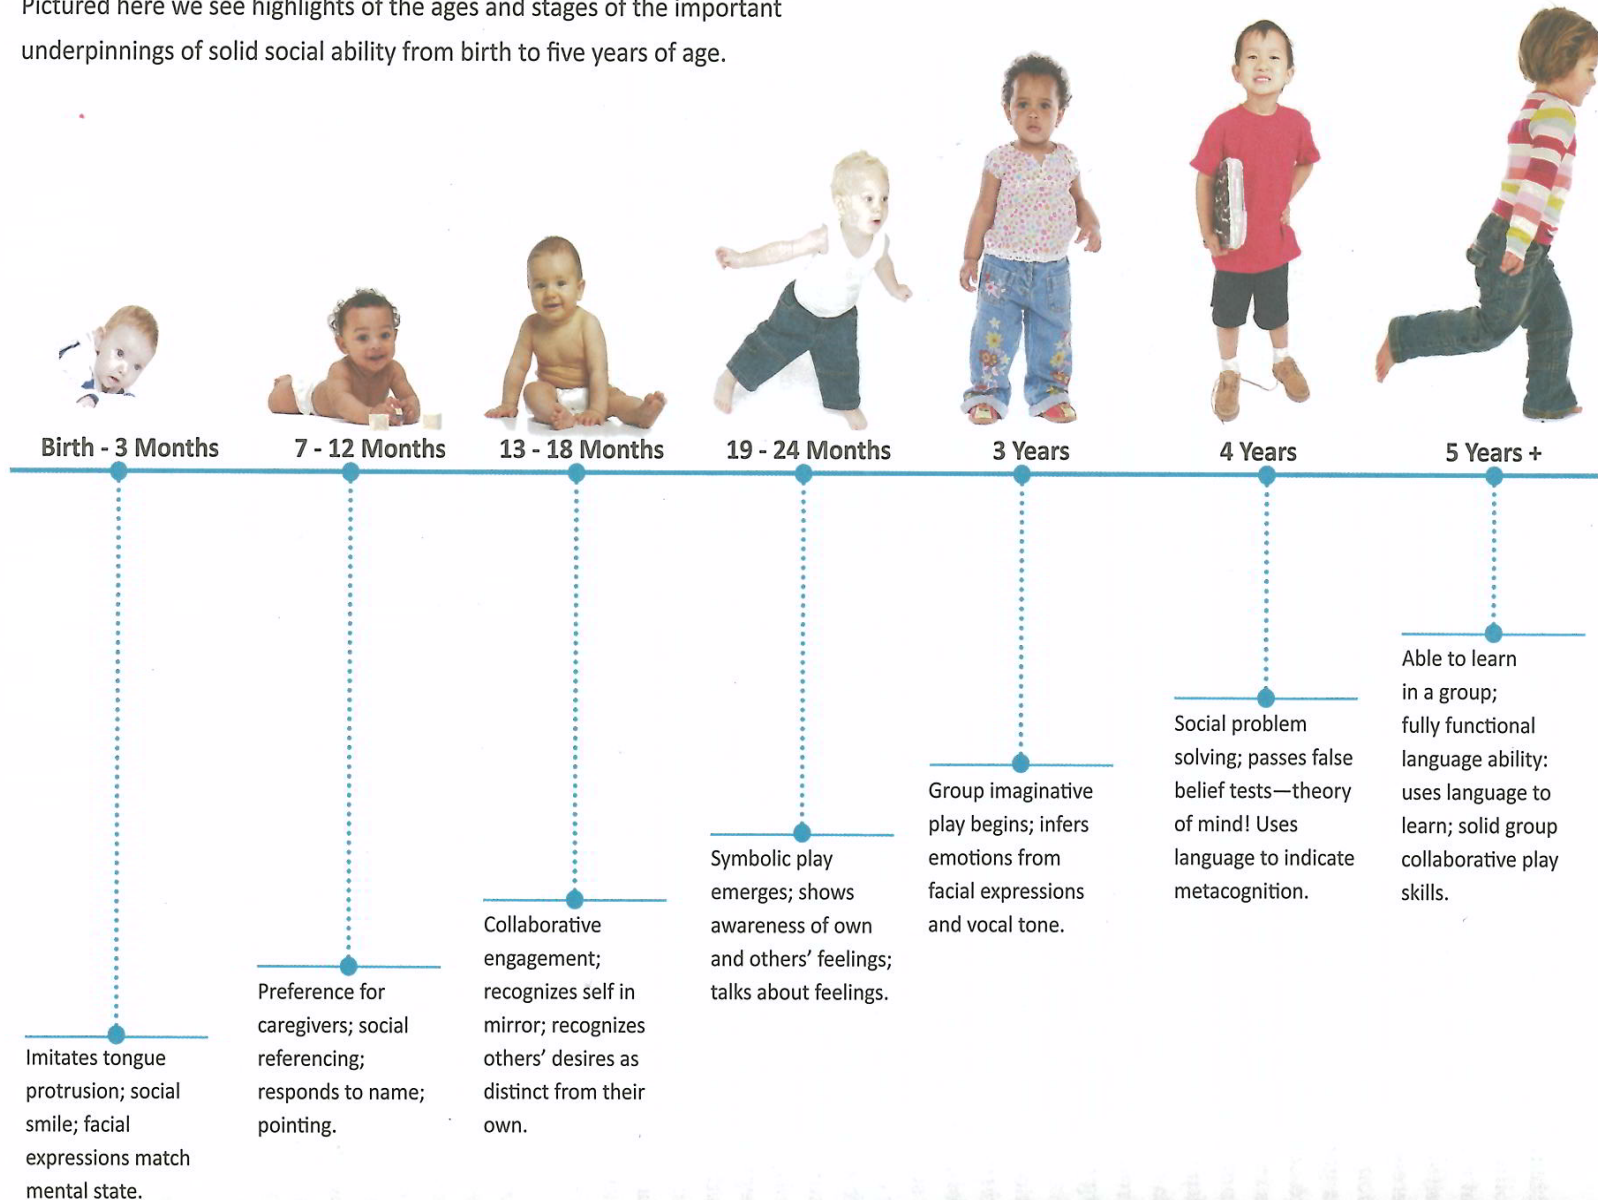 Pictured here we see highlights of the ages and stages of the important
underpinnings of solid social ability from birth to five years of age.
Birth - 3 Months
7 - 12 Months
13 - 18 Months
19 - 24 Months
3 Years
4 Years
5 Years +
Imitates tongue
protrusion; social
smile; facial
expressions match
mental state.
Preference for
caregivers; social
referencing;
responds to name;
pointing.
Collaborative
engagement;
recognizes self in
mirror; recognizes
others’ desires as
distinct from their
own.
Symbolic play
emerges; shows
awareness of own
and others’ feelings;
talks about feelings.
Group imaginative
play begins; infers
emotions from
facial expressions
and vocal tone.
Social problem
solving; passes false
belief tests—theory
of mind! Uses
language to indicate
metacognition.
Able to learn
in a group;
fully functional
language ability:
uses language to
learn; solid group
collaborative play
skills.